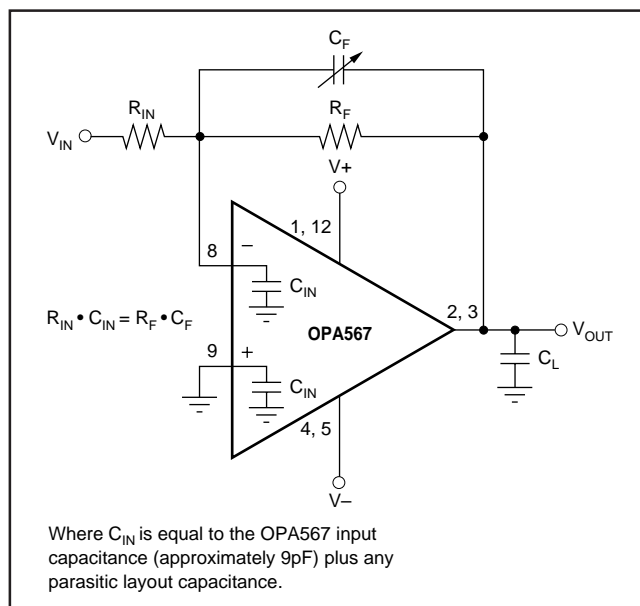 C_F
R_IN
R_F
V_IN
V+
1, 12
8
–
C_IN
R_IN • C_IN = R_F • C_F
OPA567
2, 3
V_OUT
9
+
C_IN
C_L
4, 5
V–
Where C_IN is equal to the OPA567 input
capacitance (approximately 9pF) plus any
parasitic layout capacitance.